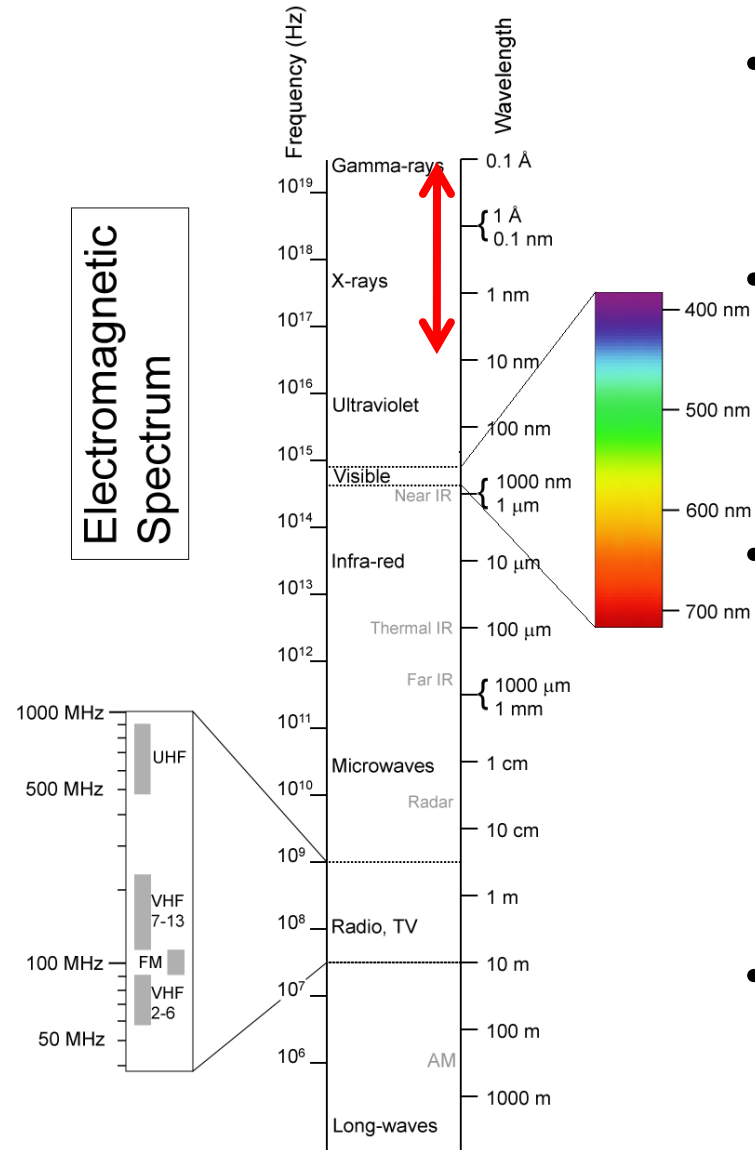 Electromagnetic
Spectrum
Frequency (Hz)
10¹⁹
10¹⁸
10¹⁷
10¹⁶
10¹⁵
10¹⁴
10¹³
10¹²
10¹¹
10¹⁰
10⁹
10⁸
10⁷
10⁶
Gamma-rays
X-rays
Ultraviolet
Visible
Near IR
Infra-red
Thermal IR
Far IR
Microwaves
Radar
Radio, TV
AM
Long-waves
Wavelength
0.1 Å
1 Å
0.1 nm
1 nm
10 nm
100 nm
1000 nm
1 μm
10 μm
100 μm
1000 μm
1 mm
1 cm
10 cm
1 m
10 m
100 m
1000 m
400 nm
500 nm
600 nm
700 nm
1000 MHz
UHF
500 MHz
VHF
7-13
100 MHz
FM
VHF
2-6
50 MHz